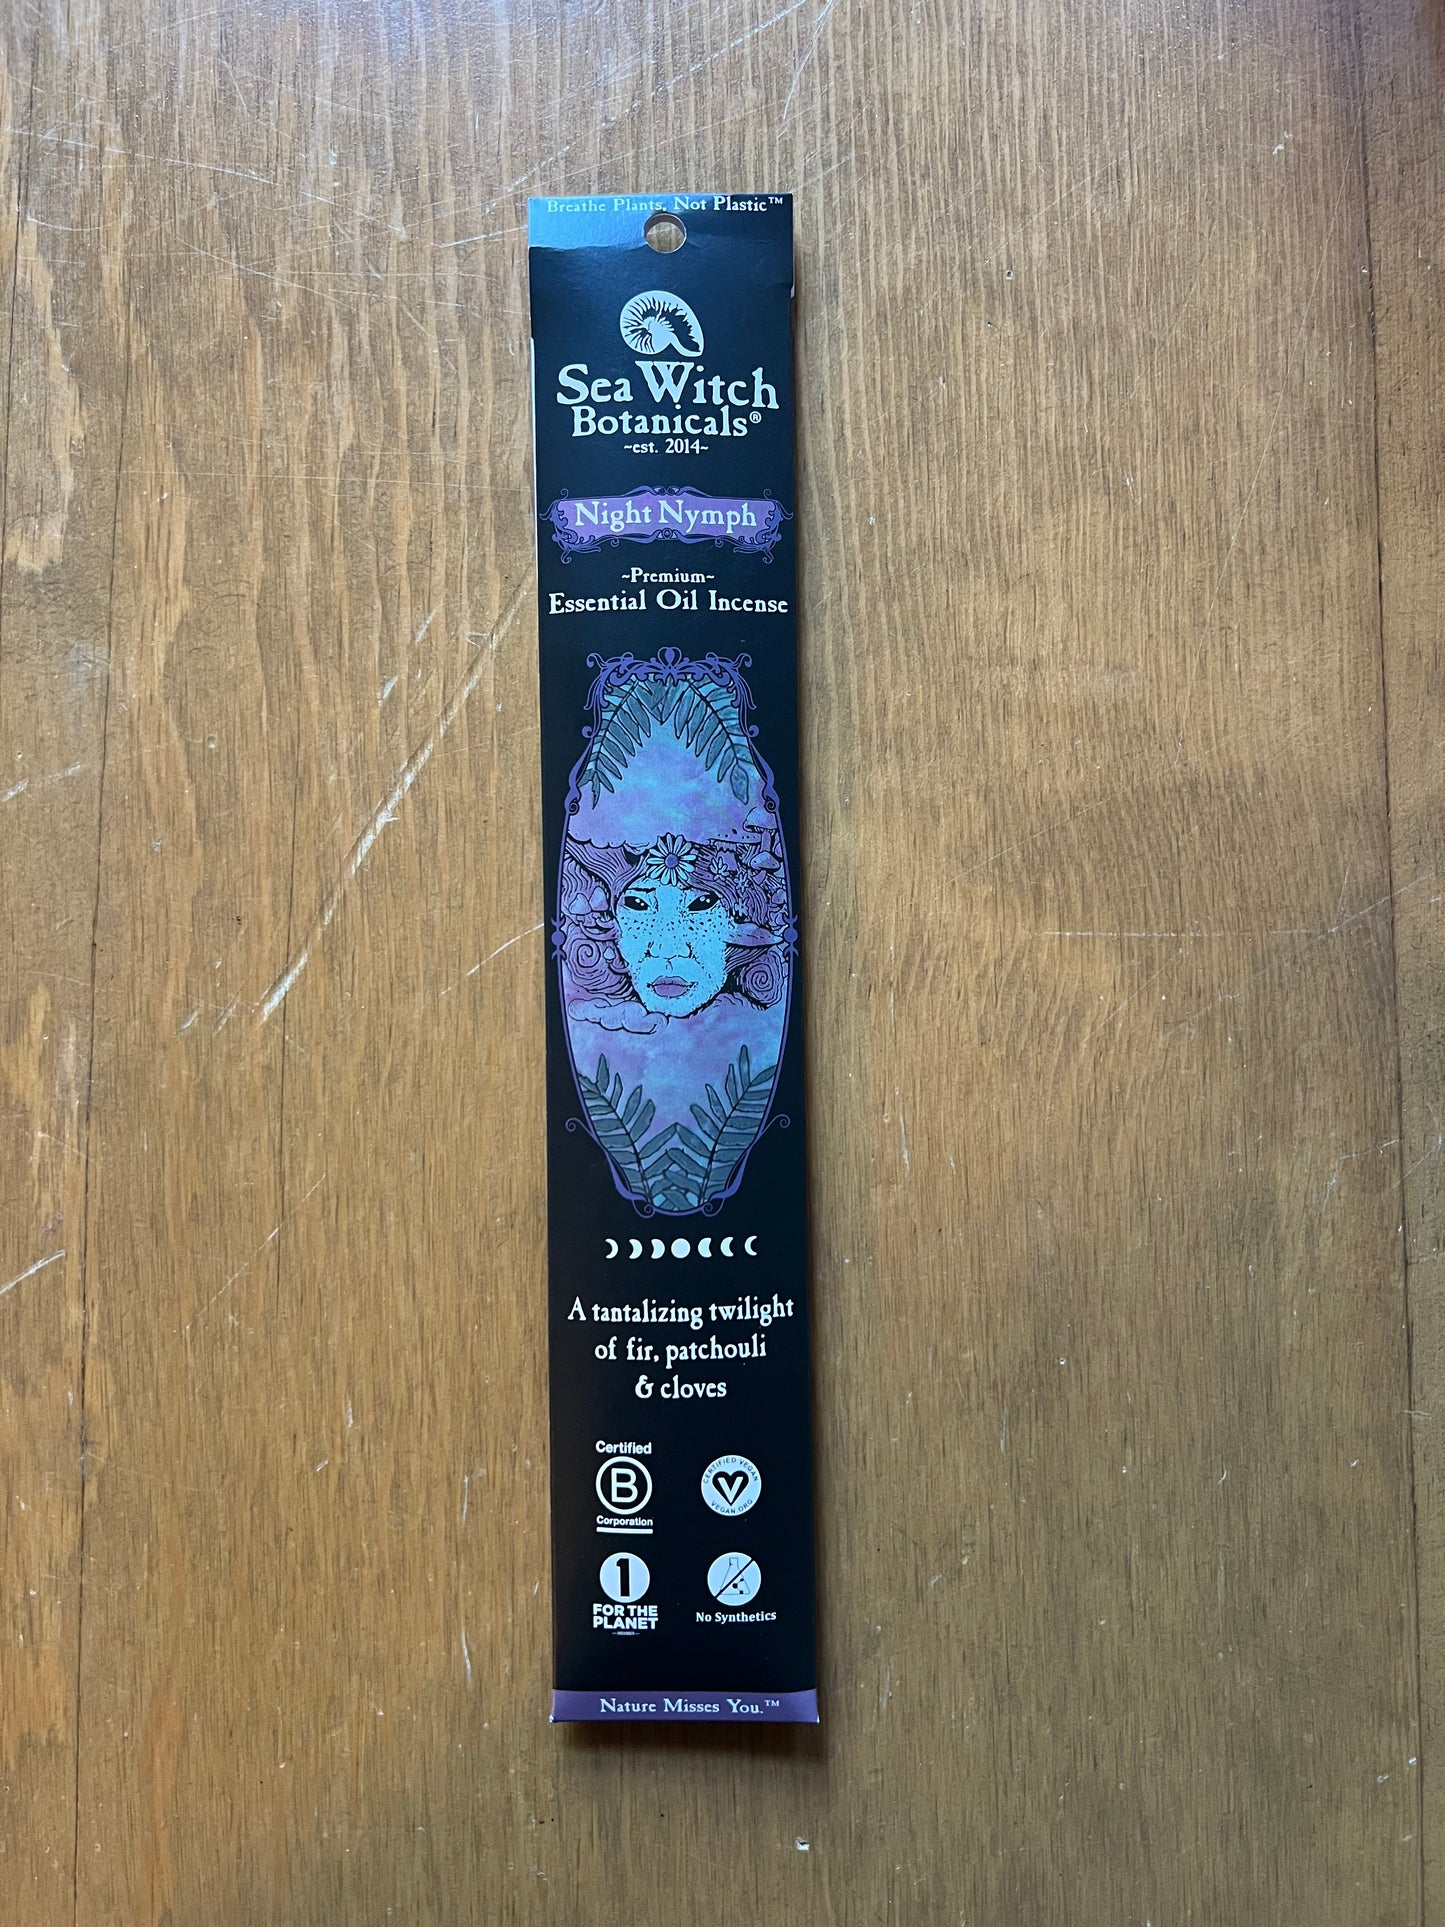 Breathe Plants, Not Plastic™
Sea Witch
Botanicals®
~est. 2014~
Night Nymph
~Premium~
Essential Oil Incense
A tantalizing twilight
of fir, patchouli
& cloves
Certified
B
Corporation
CERTIFIED VEGAN
V
VEGAN.ORG
1
FOR THE
PLANET
MEMBER
No Synthetics
Nature Misses You.™